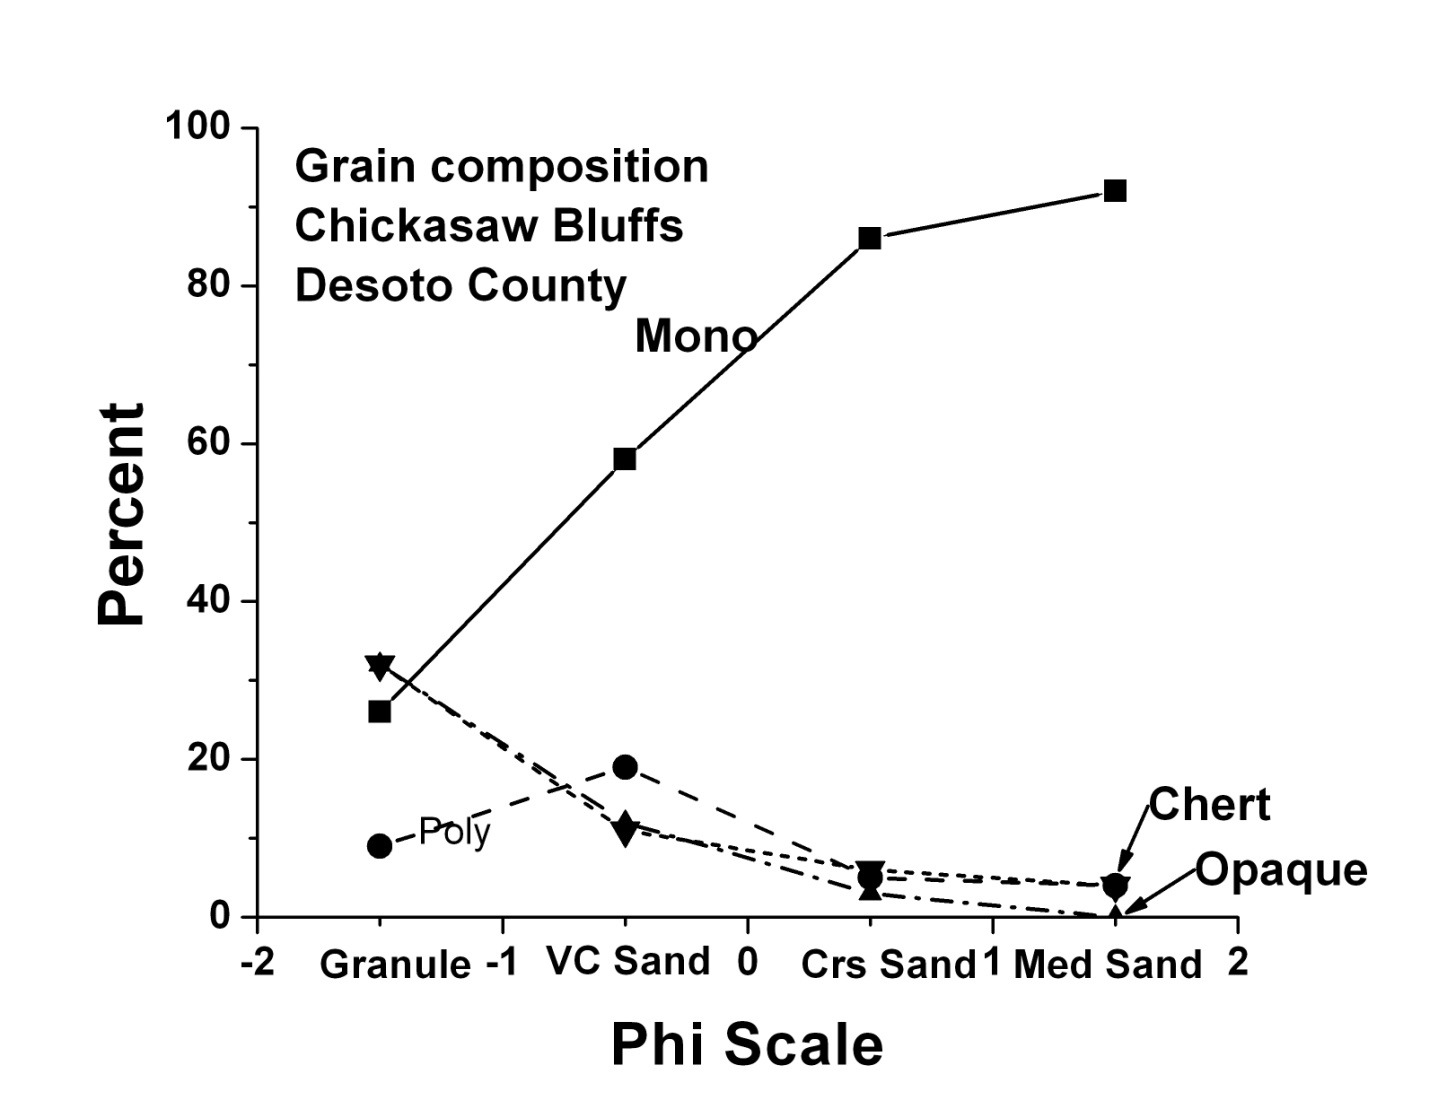 100
Grain composition
Chickasaw Bluffs
Desoto County
80
Mono
60
Percent
40
20
Poly
Chert
Opaque
0
-2 Granule -1 VC Sand 0 Crs Sand 1 Med Sand 2
Phi Scale